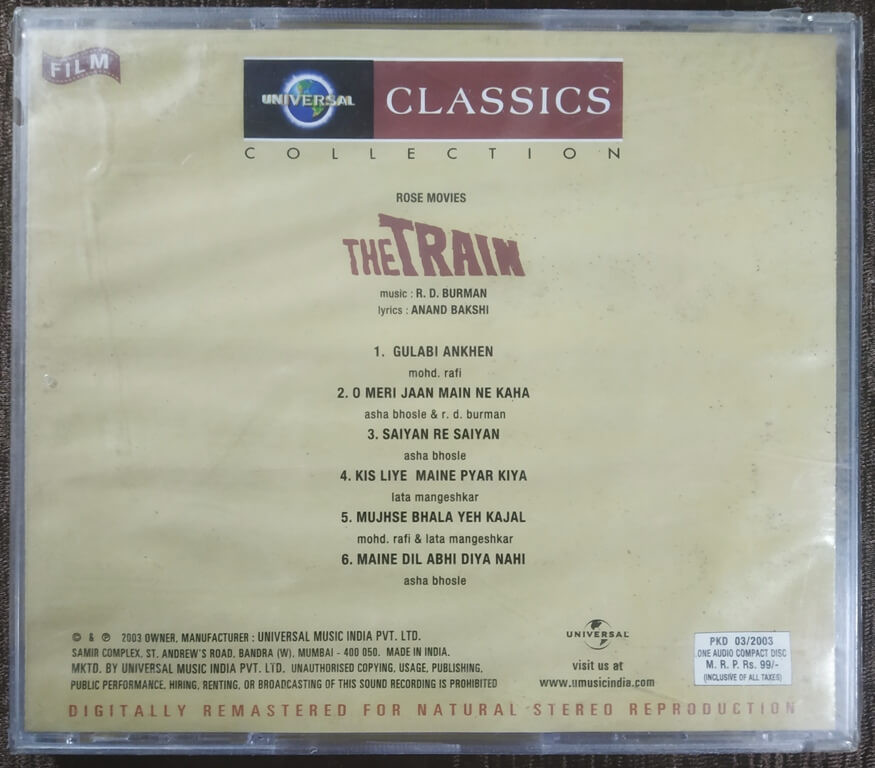 FILM
UNIVERSAL
CLASSICS
COLLECTION
ROSE MOVIES
THE TRAIN
music : R. D. BURMAN
lyrics : ANAND BAKSHI
1. GULABI ANKHEN
mohd. rafi
2. O MERI JAAN MAIN NE KAHA
asha bhosle & r. d. burman
3. SAIYAN RE SAIYAN
asha bhosle
4. KIS LIYE MAINE PYAR KIYA
lata mangeshkar
5. MUJHSE BHALA YEH KAJAL
mohd. rafi & lata mangeshkar
6. MAINE DIL ABHI DIYA NAHI
asha bhosle
© & ℗ 2003 OWNER, MANUFACTURER : UNIVERSAL MUSIC INDIA PVT. LTD.
SAMIR COMPLEX, ST. ANDREW'S ROAD, BANDRA (W), MUMBAI - 400 050. MADE IN INDIA.
MKTD. BY UNIVERSAL MUSIC INDIA PVT. LTD. UNAUTHORISED COPYING, USAGE, PUBLISHING,
PUBLIC PERFORMANCE, HIRING, RENTING, OR BROADCASTING OF THIS SOUND RECORDING IS PROHIBITED
UNIVERSAL
visit us at
www.umusicindia.com
PKD 03/2003
ONE AUDIO COMPACT DISC
M. R. P. Rs. 99/-
(INCLUSIVE OF ALL TAXES)
DIGITALLY REMASTERED FOR NATURAL STEREO REPRODUCTION